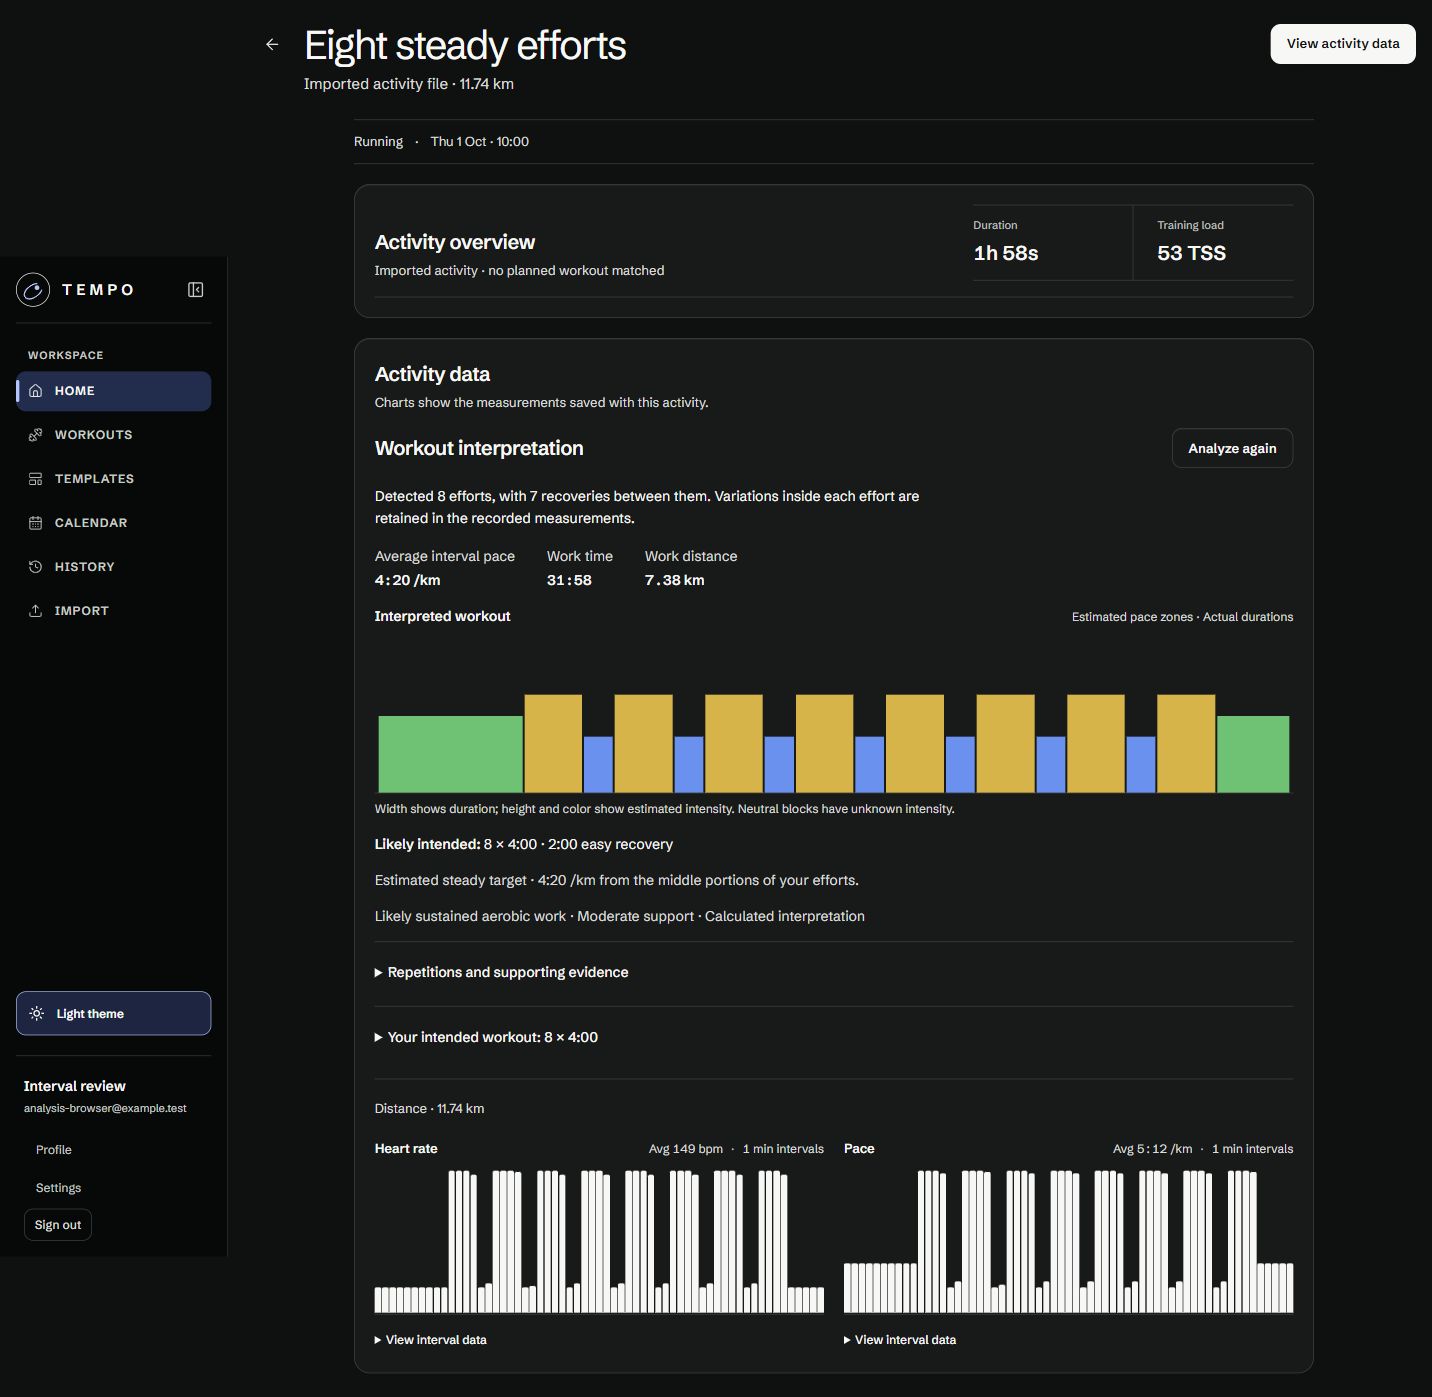 Eight steady efforts
Imported activity file · 11.74 km
View activity data
Running · Thu 1 Oct · 10:00
TEMPO
WORKSPACE
HOME
WORKOUTS
TEMPLATES
CALENDAR
HISTORY
IMPORT
Light theme
Interval review
analysis-browser@example.test
Profile
Settings
Sign out
Activity overview
Imported activity · no planned workout matched
Duration
1h 58s
Training load
53 TSS
Activity data
Charts show the measurements saved with this activity.
Workout interpretation
Analyze again
Detected 8 efforts, with 7 recoveries between them. Variations inside each effort are
retained in the recorded measurements.
Average interval pace
4:20 /km
Work time
31:58
Work distance
7.38 km
Interpreted workout
Estimated pace zones · Actual durations
Width shows duration; height and color show estimated intensity. Neutral blocks have unknown intensity.
Likely intended: 8 × 4:00 · 2:00 easy recovery
Estimated steady target · 4:20 /km from the middle portions of your efforts.
Likely sustained aerobic work · Moderate support · Calculated interpretation
Repetitions and supporting evidence
Your intended workout: 8 × 4:00
Distance · 11.74 km
Heart rate
Avg 149 bpm · 1 min intervals
View interval data
Pace
Avg 5:12 /km · 1 min intervals
View interval data